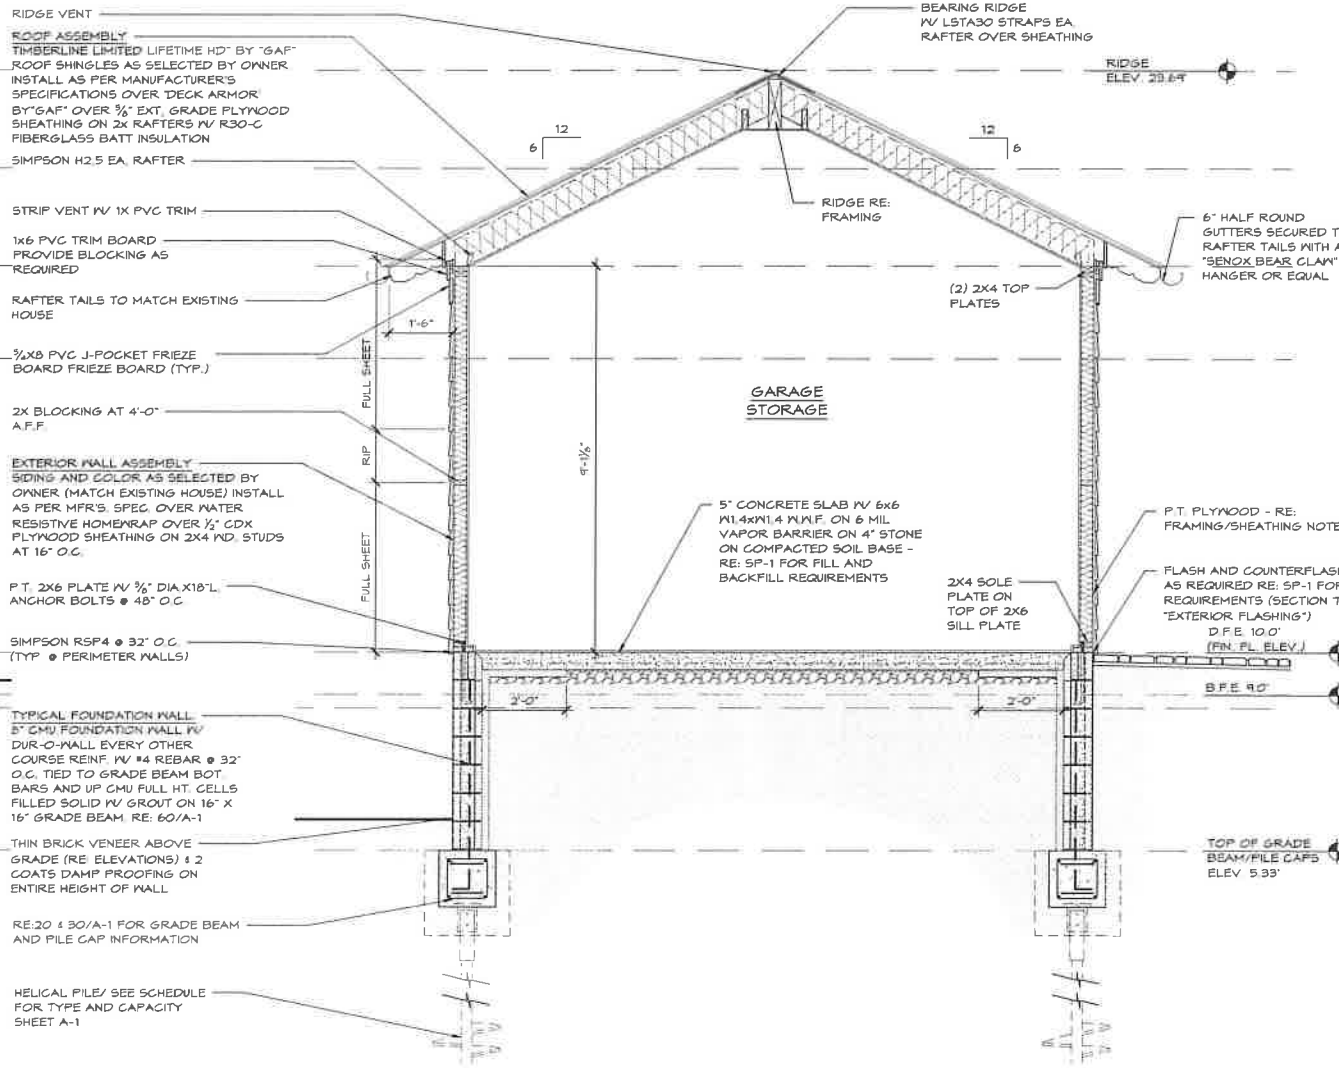 RIDGE VENT
ROOF ASSEMBLY
TIMBERLINE LIMITED LIFETIME HD" BY "GAF"
ROOF SHINGLES AS SELECTED BY OWNER
INSTALL AS PER MANUFACTURER'S
SPECIFICATIONS OVER "DECK ARMOR
BY"GAF" OVER 5/8" EXT. GRADE PLYWOOD
SHEATHING ON 2x RAFTERS W/ R30-C
FIBERGLASS BATT INSULATION
SIMPSON H2.5 EA. RAFTER
STRIP VENT W/ 1X PVC TRIM
1x6 PVC TRIM BOARD
PROVIDE BLOCKING AS
REQUIRED
RAFTER TAILS TO MATCH EXISTING
HOUSE
5/4X8 PVC J-POCKET FRIEZE
BOARD FRIEZE BOARD (TYP.)
2X BLOCKING AT 4'-0"
A.F.F.
EXTERIOR WALL ASSEMBLY
SIDING AND COLOR AS SELECTED BY
OWNER (MATCH EXISTING HOUSE) INSTALL
AS PER MFR'S. SPEC. OVER WATER
RESISTIVE HOMEWRAP OVER 1/2" CDX
PLYWOOD SHEATHING ON 2X4 WD. STUDS
AT 16" O.C.
P.T. 2X6 PLATE W/ 5/8" DIA.X18"L.
ANCHOR BOLTS @ 48" O.C.
SIMPSON RSP4 @ 32" O.C.
(TYP @ PERIMETER WALLS)
TYPICAL FOUNDATION WALL
8" CMU FOUNDATION WALL W/
DUR-O-WALL EVERY OTHER
COURSE REINF. W/ #4 REBAR @ 32"
O.C. TIED TO GRADE BEAM BOT.
BARS AND UP CMU FULL HT. CELLS
FILLED SOLID W/ GROUT ON 16" X
16" GRADE BEAM. RE: 60/A-1
THIN BRICK VENEER ABOVE
GRADE (RE ELEVATIONS) & 2
COATS DAMP PROOFING ON
ENTIRE HEIGHT OF WALL
RE:20 & 30/A-1 FOR GRADE BEAM
AND PILE CAP INFORMATION
HELICAL PILE/ SEE SCHEDULE
FOR TYPE AND CAPACITY
SHEET A-1
12
6
1'-6"
FULL SHEET
RIP
FULL SHEET
9'-1 1/8"
GARAGE
STORAGE
5" CONCRETE SLAB W/ 6x6
W1.4xW1.4 W.W.F. ON 6 MIL
VAPOR BARRIER ON 4" STONE
ON COMPACTED SOIL BASE -
RE: SP-1 FOR FILL AND
BACKFILL REQUIREMENTS
2'-0"
2'-0"
BEARING RIDGE
W/ LSTA30 STRAPS EA.
RAFTER OVER SHEATHING
RIDGE
ELEV. 23.69'
12
6
RIDGE RE:
FRAMING
6" HALF ROUND
GUTTERS SECURED T
RAFTER TAILS WITH A
"SENOX BEAR CLAW"
HANGER OR EQUAL
(2) 2X4 TOP
PLATES
P.T. PLYWOOD - RE:
FRAMING/SHEATHING NOTE
FLASH AND COUNTERFLASH
AS REQUIRED RE: SP-1 FOR
REQUIREMENTS (SECTION T
"EXTERIOR FLASHING")
2X4 SOLE
PLATE ON
TOP OF 2X6
SILL PLATE
D.F.E. 10.0'
(FIN. FL. ELEV.)
B.F.E. 9.0'
TOP OF GRADE
BEAM/PILE CAPS
ELEV 5.33'